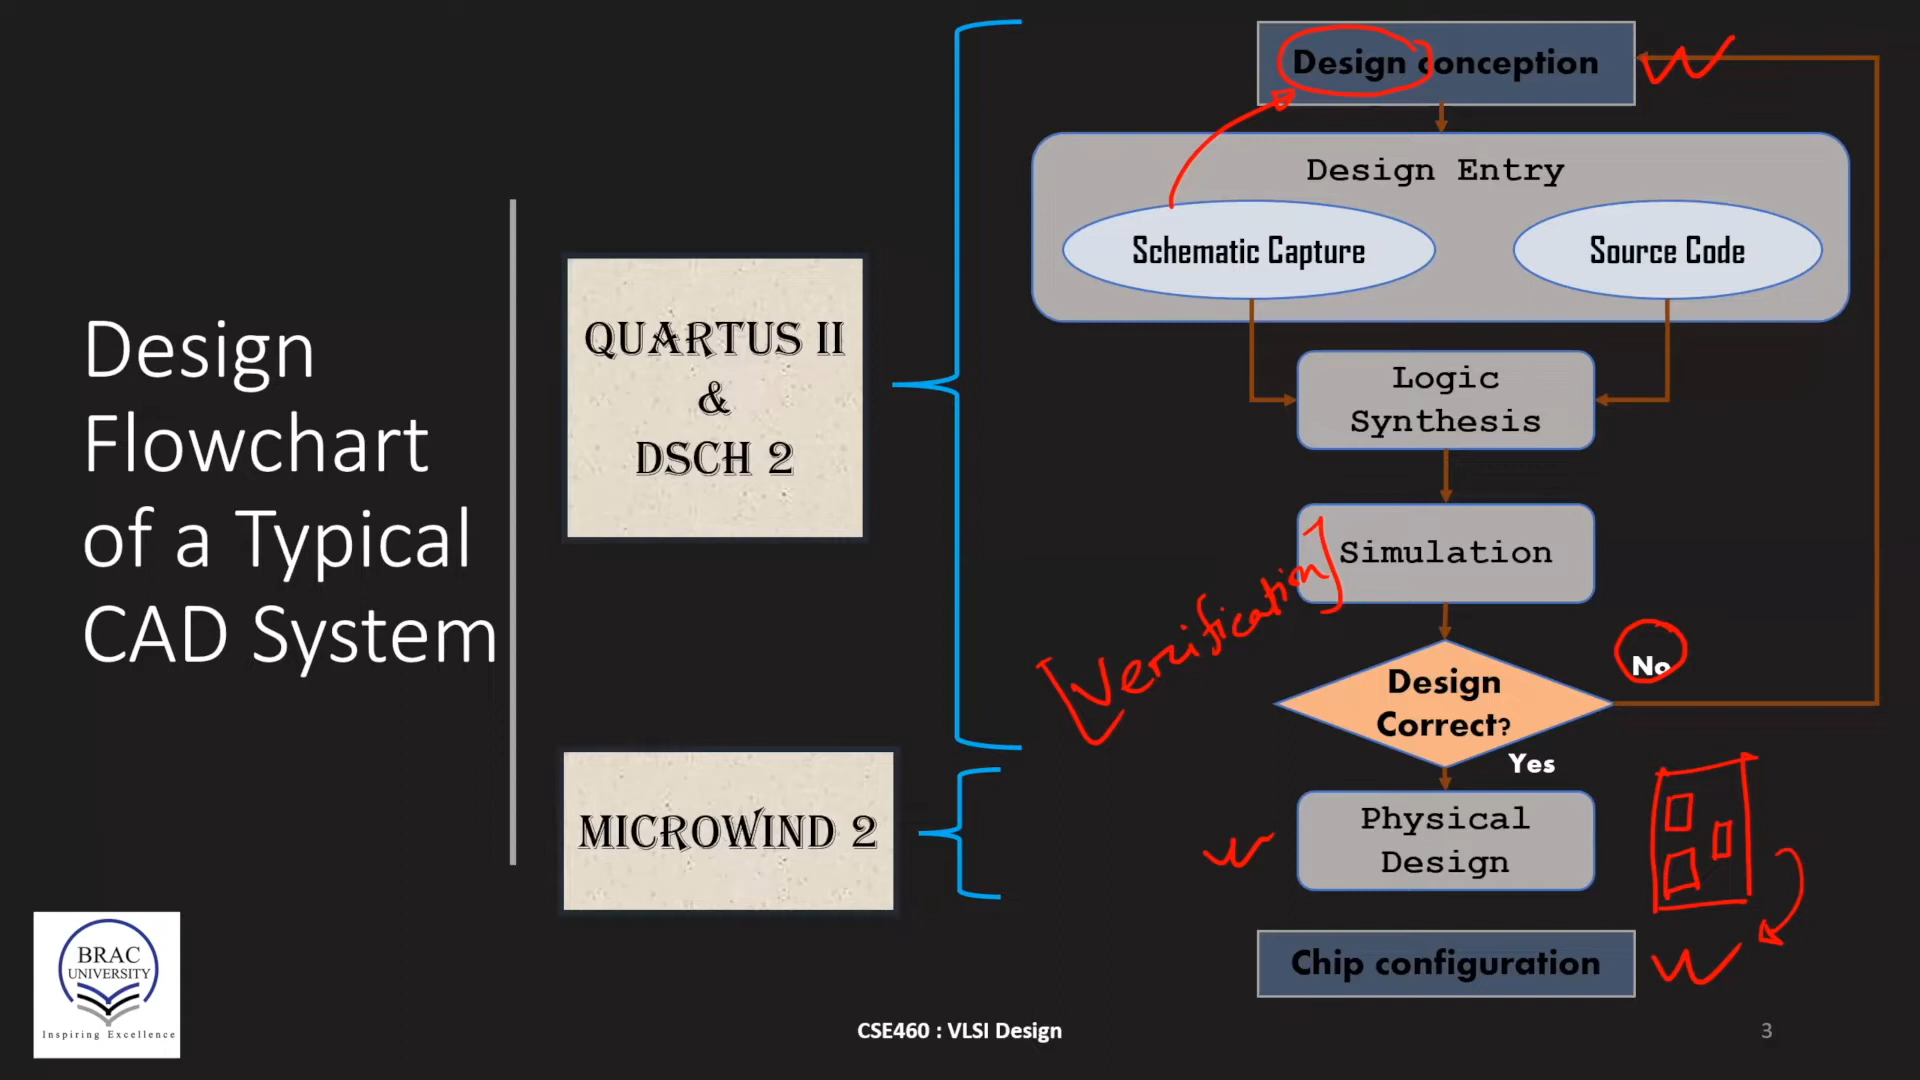 Design
Flowchart
of a Typical
CAD System
QUARTUS II
&
DSCH 2
MICROWIND 2
Design conception
Design Entry
Schematic Capture
Source Code
Logic
Synthesis
Simulation
[Verification]
Design
Correct?
No
Yes
Physical
Design
Chip configuration
BRAC
UNIVERSITY
Inspiring Excellence
CSE460 : VLSI Design
3